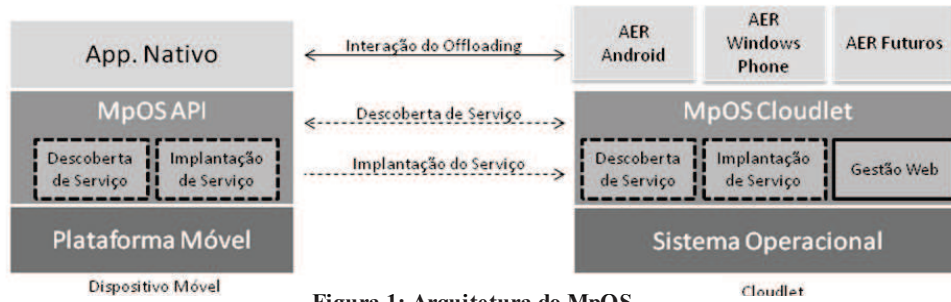 App. Nativo
Interação do Offloading
AER
Android
AER
Windows
Phone
AER Futuros
MpOS API
Descoberta de Serviço
MpOS Cloudlet
Descoberta
de Serviço
Implantação
de Serviço
Implantação do Serviço
Descoberta
de Serviço
Implantação
de Serviço
Gestão Web
Plataforma Móvel
Sistema Operacional
Dispositivo Móvel
Cloudlet
Figura 1: Arquitetura do MpOS